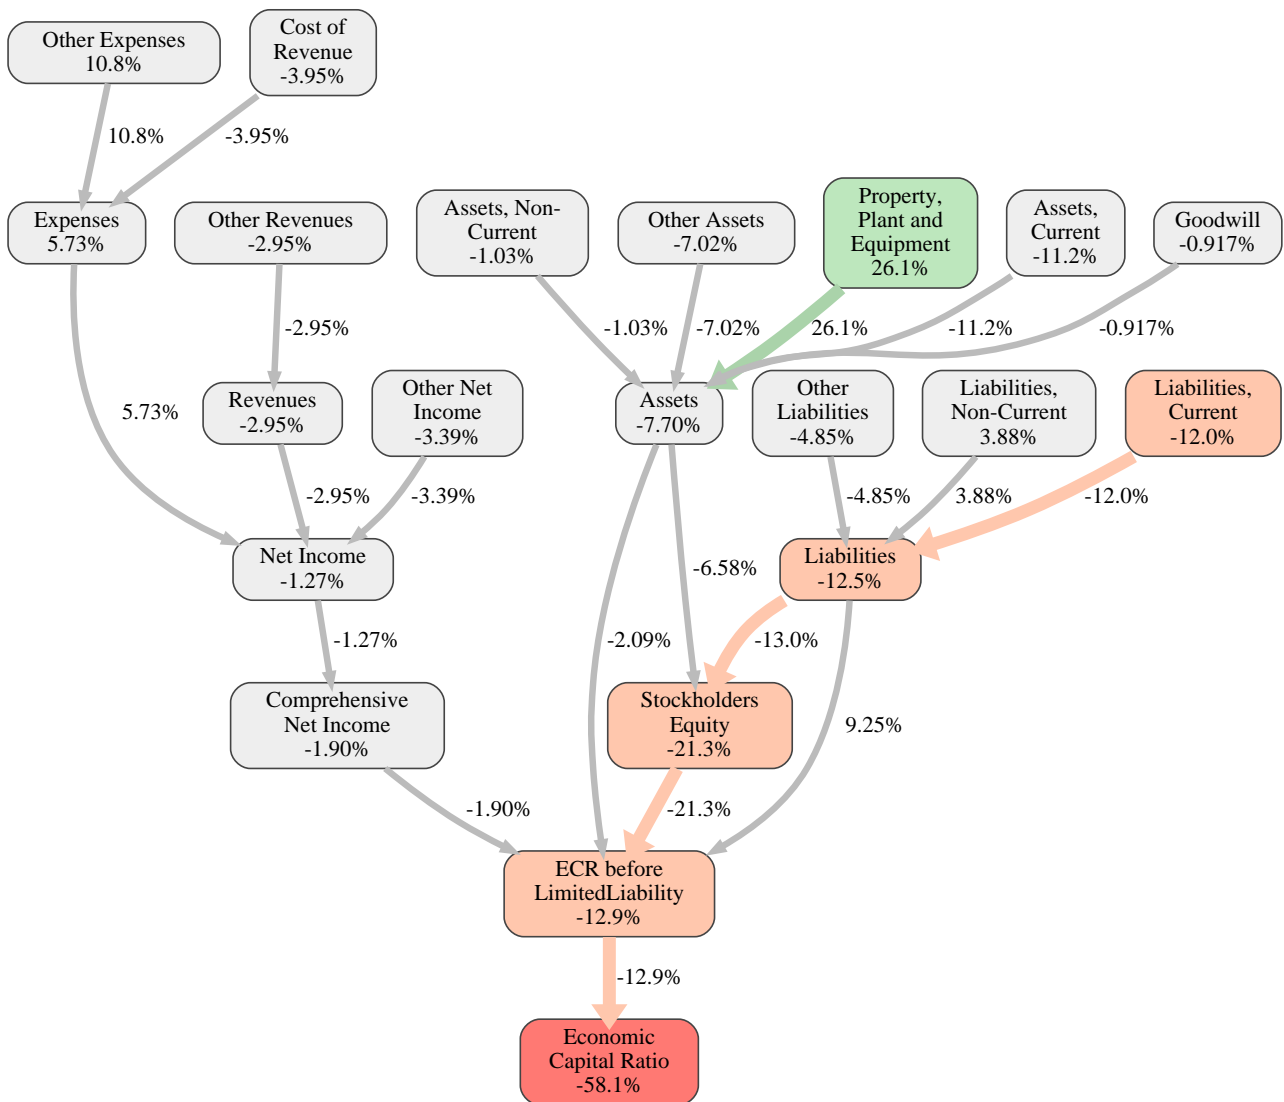 Other Expenses
10.8%
Cost of
Revenue
-3.95%
10.8%
-3.95%
Expenses
5.73%
Other Revenues
-2.95%
Assets, Non-
Current
-1.03%
Other Assets
-7.02%
Property,
Plant and
Equipment
26.1%
Assets,
Current
-11.2%
Goodwill
-0.917%
-2.95%
-1.03%
-7.02%
26.1%
-11.2%
-0.917%
5.73%
Revenues
-2.95%
Other Net
Income
-3.39%
Assets
-7.70%
Other
Liabilities
-4.85%
Liabilities,
Non-Current
3.88%
Liabilities,
Current
-12.0%
-2.95%
-3.39%
-4.85%
3.88%
-12.0%
Net Income
-1.27%
-6.58%
Liabilities
-12.5%
-1.27%
-2.09%
-13.0%
Comprehensive
Net Income
-1.90%
Stockholders
Equity
-21.3%
9.25%
-1.90%
-21.3%
ECR before
LimitedLiability
-12.9%
-12.9%
Economic
Capital Ratio
-58.1%